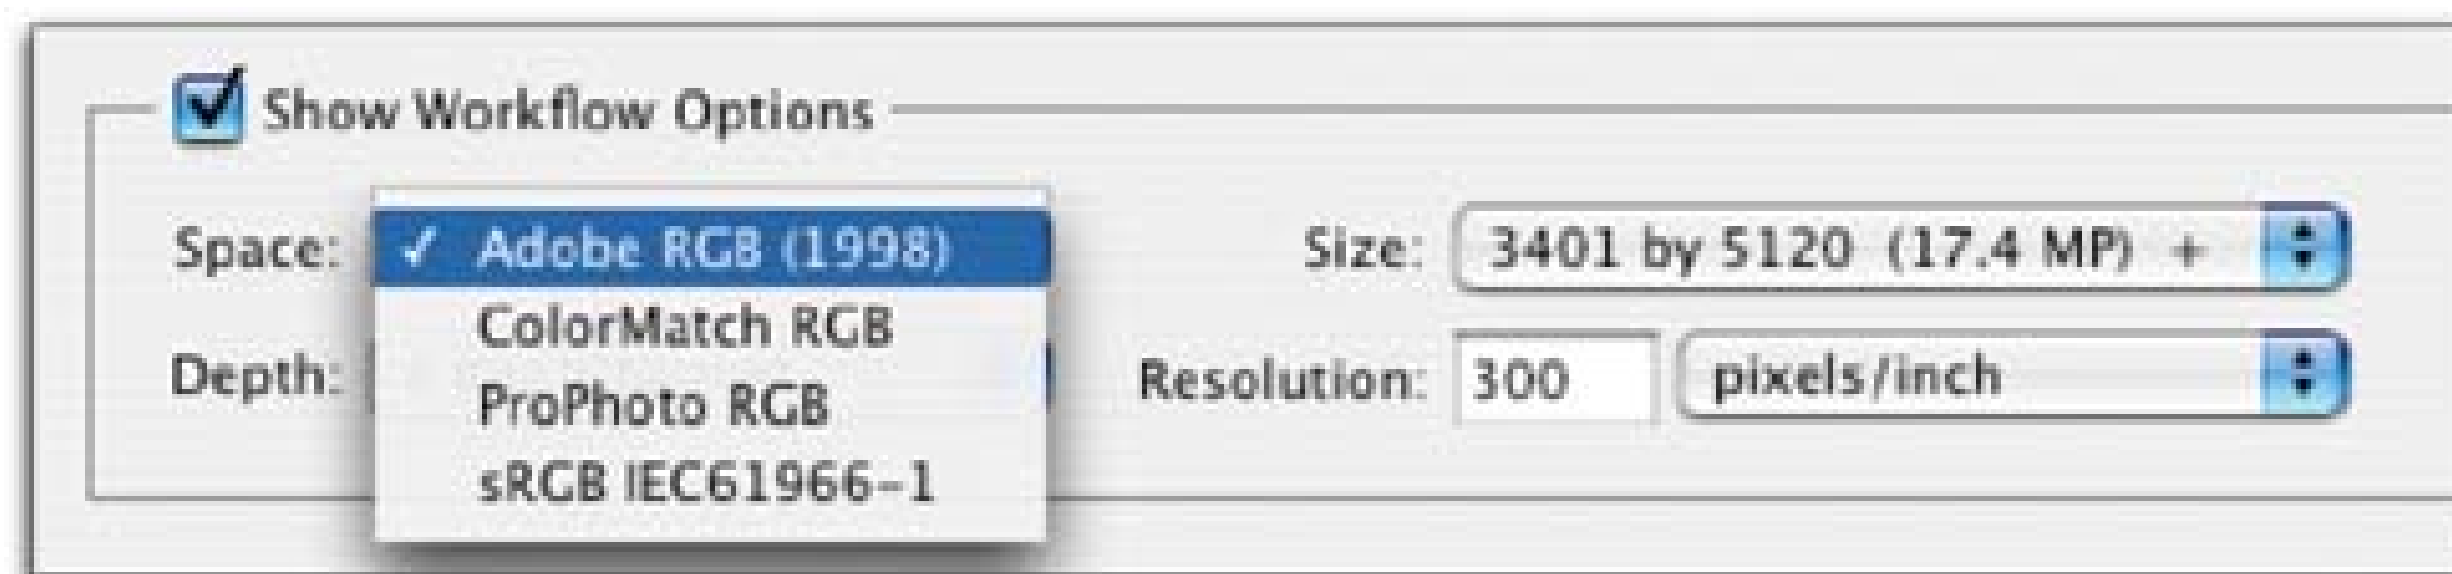 Show Workflow Options
Space:
Adobe RGB (1998)
ColorMatch RGB
ProPhoto RGB
sRGB IEC61966-1
Depth:
Size: 3401 by 5120 (17.4 MP) +
Resolution: 300 pixels/inch